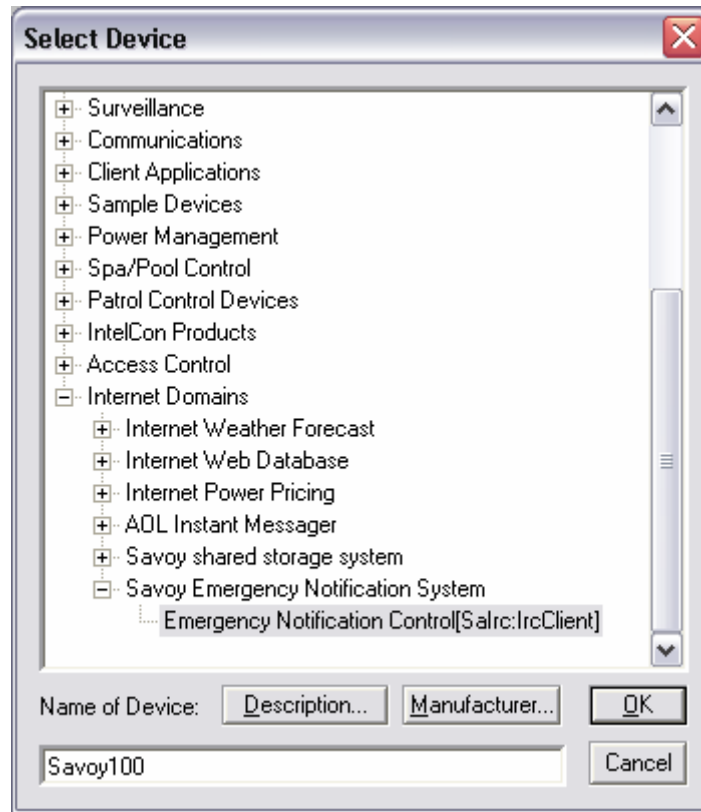 Select Device
Surveillance
Communications
Client Applications
Sample Devices
Power Management
Spa/Pool Control
Patrol Control Devices
IntelCon Products
Access Control
Internet Domains
Internet Weather Forecast
Internet Web Database
Internet Power Pricing
AOL Instant Messager
Savoy shared storage system
Savoy Emergency Notification System
Emergency Notification Control[SaIrc:IrcClient]
Name of Device: Description... Manufacturer... OK
Savoy100 Cancel